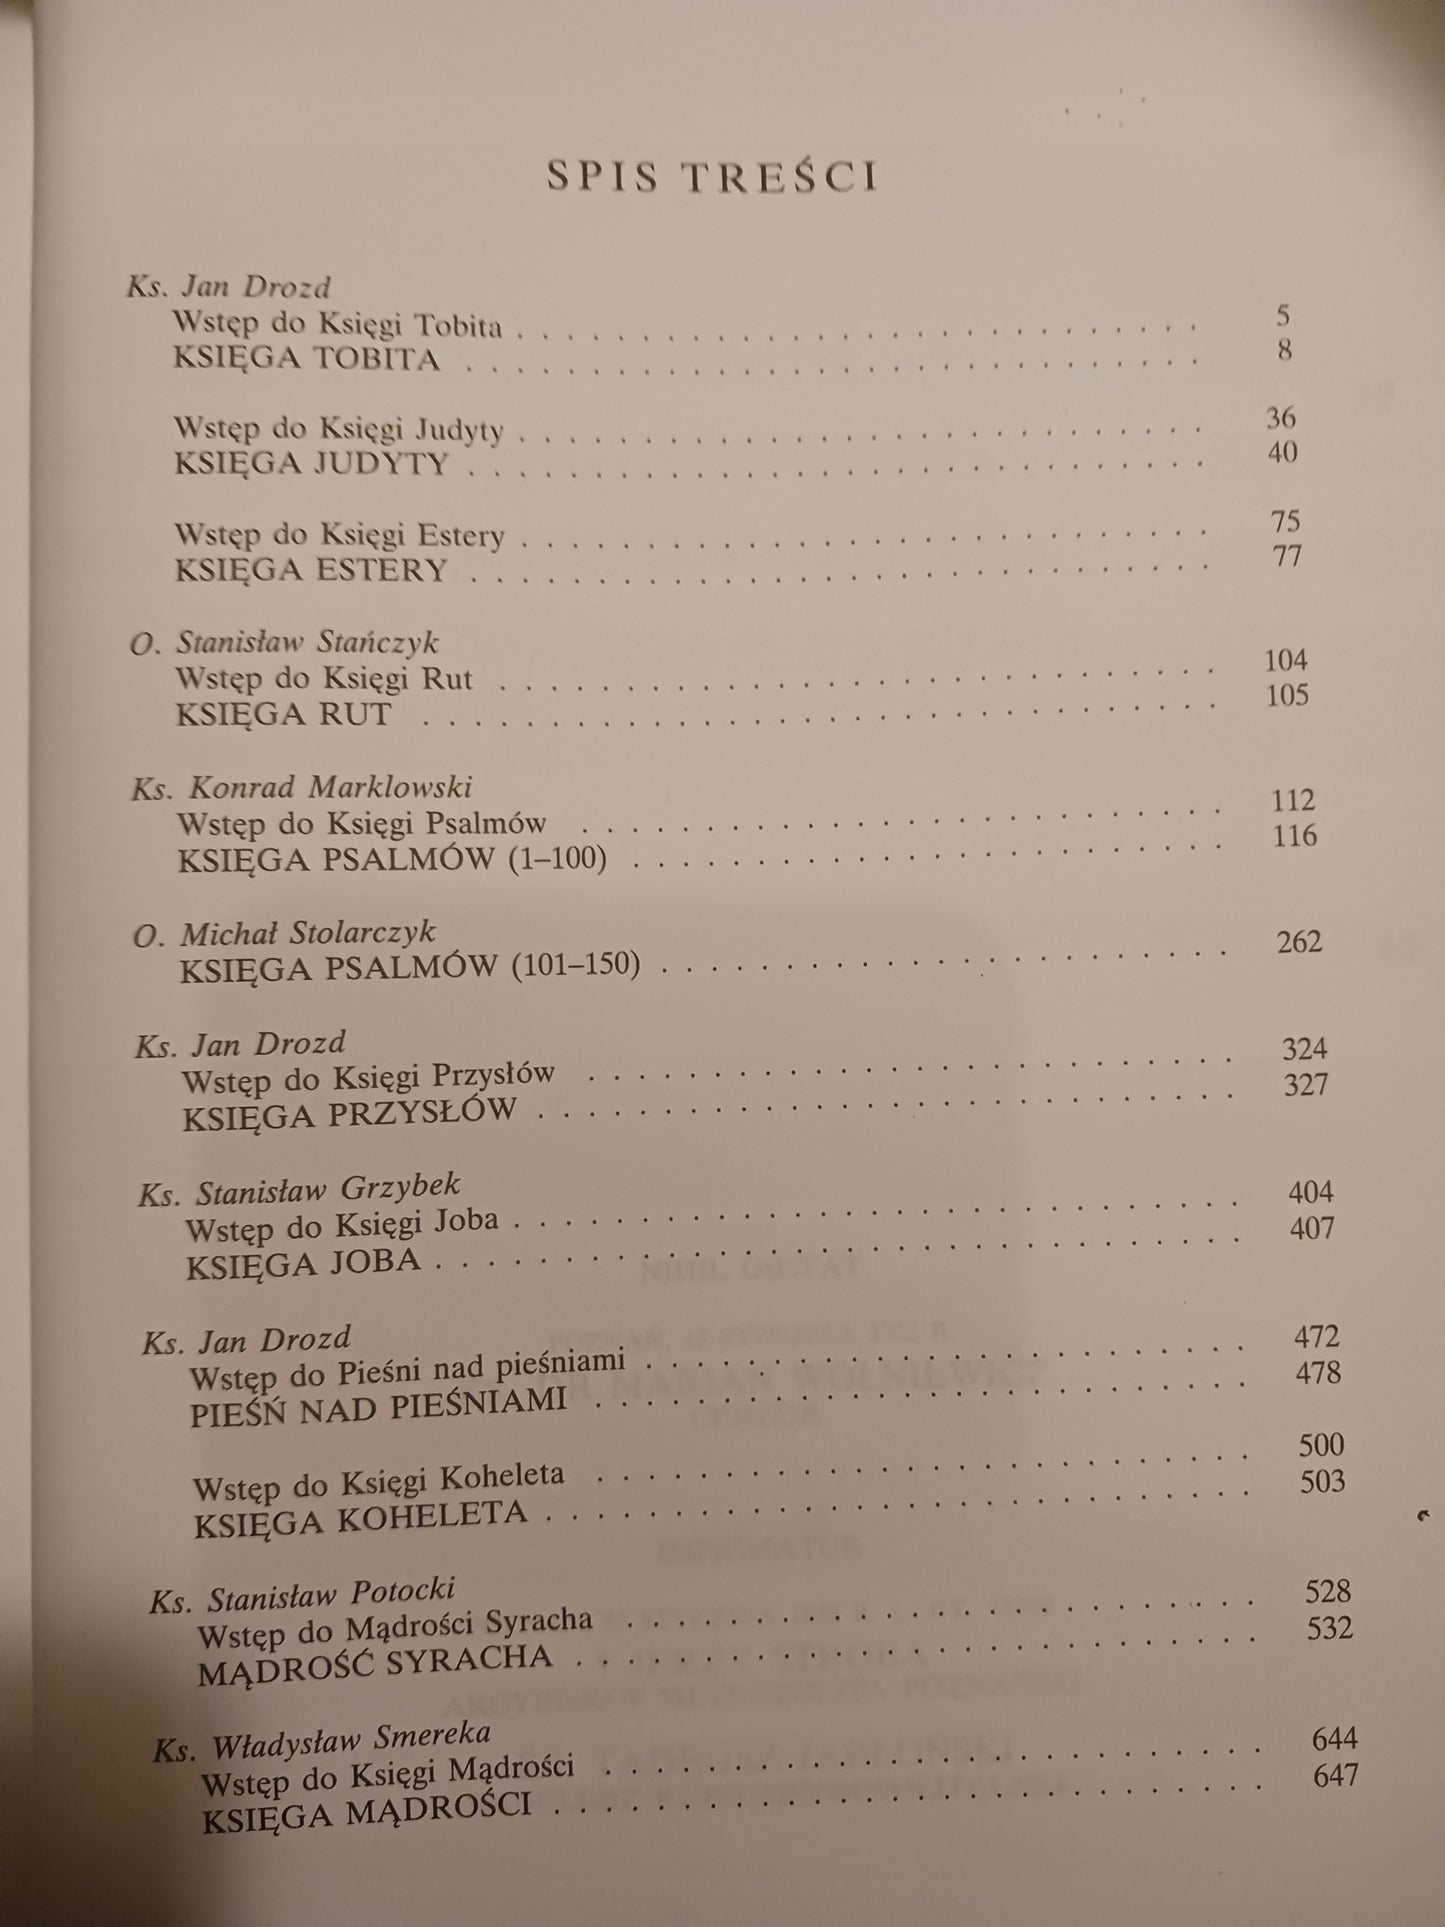 SPIS TREŚCI
Ks. Jan Drozd
Wstęp do Księgi Tobita . . . . . . . . . . . . . . . . . . . . . . . . . . . 5
KSIĘGA TOBITA . . . . . . . . . . . . . . . . . . . . . . . . . . . . . 8
Wstęp do Księgi Judyty . . . . . . . . . . . . . . . . . . . . . . . . . . . 36
KSIĘGA JUDYTY . . . . . . . . . . . . . . . . . . . . . . . . . . . . . 40
Wstęp do Księgi Estery . . . . . . . . . . . . . . . . . . . . . . . . . . . 75
KSIĘGA ESTERY . . . . . . . . . . . . . . . . . . . . . . . . . . . . . 77
O. Stanisław Stańczyk
Wstęp do Księgi Rut . . . . . . . . . . . . . . . . . . . . . . . . . . . . 104
KSIĘGA RUT . . . . . . . . . . . . . . . . . . . . . . . . . . . . . . . 105
Ks. Konrad Marklowski
Wstęp do Księgi Psalmów . . . . . . . . . . . . . . . . . . . . . . . . . 112
KSIĘGA PSALMÓW (1–100) . . . . . . . . . . . . . . . . . . . . . . . . 116
O. Michał Stolarczyk
KSIĘGA PSALMÓW (101–150) . . . . . . . . . . . . . . . . . . . . . . . 262
Ks. Jan Drozd
Wstęp do Księgi Przysłów . . . . . . . . . . . . . . . . . . . . . . . . . . 324
KSIĘGA PRZYSŁÓW . . . . . . . . . . . . . . . . . . . . . . . . . . . . 327
Ks. Stanisław Grzybek
Wstęp do Księgi Joba . . . . . . . . . . . . . . . . . . . . . . . . . . . . 404
KSIĘGA JOBA . . . . . . . . . . . . . . . . . . . . . . . . . . . . . . . 407
Ks. Jan Drozd
Wstęp do Pieśni nad pieśniami . . . . . . . . . . . . . . . . . . . . . . . . 472
PIEŚŃ NAD PIEŚNIAMI . . . . . . . . . . . . . . . . . . . . . . . . . . 478
Wstęp do Księgi Koheleta . . . . . . . . . . . . . . . . . . . . . . . . . . 500
KSIĘGA KOHELETA . . . . . . . . . . . . . . . . . . . . . . . . . . . . 503
Ks. Stanisław Potocki
Wstęp do Mądrości Syracha . . . . . . . . . . . . . . . . . . . . . . . . . 528
MĄDROŚĆ SYRACHA . . . . . . . . . . . . . . . . . . . . . . . . . . . 532
Ks. Władysław Smereka
Wstęp do Księgi Mądrości . . . . . . . . . . . . . . . . . . . . . . . . . . 644
KSIĘGA MĄDROŚCI . . . . . . . . . . . . . . . . . . . . . . . . . . . . 647